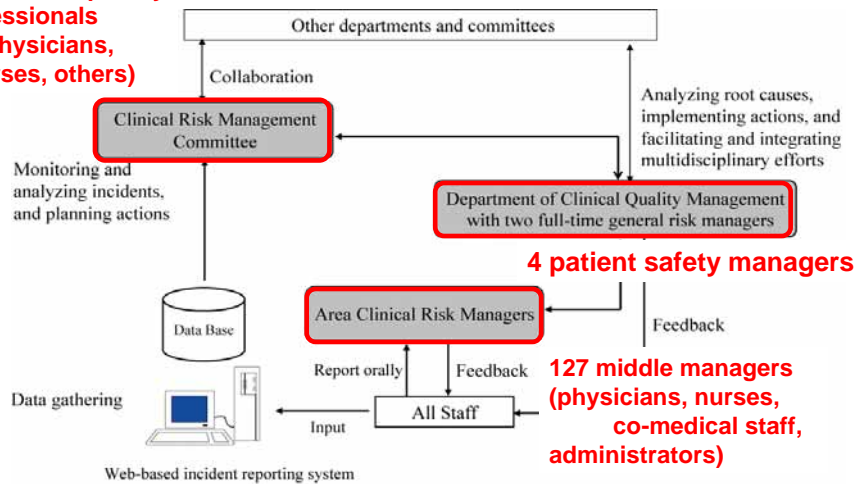 essionals
hysicians,
ses, others)
Other departments and committees
Collaboration
Clinical Risk Management
Committee
Analyzing root causes,
implementing actions, and
facilitating and integrating
multidisciplinary efforts
Monitoring and
analyzing incidents,
and planning actions
Department of Clinical Quality Management
with two full-time general risk managers
4 patient safety managers
Area Clinical Risk Managers
Data Base
Feedback
Report orally
Feedback
127 middle managers
(physicians, nurses,
co-medical staff,
administrators)
Data gathering
Input
All Staff
Web-based incident reporting system